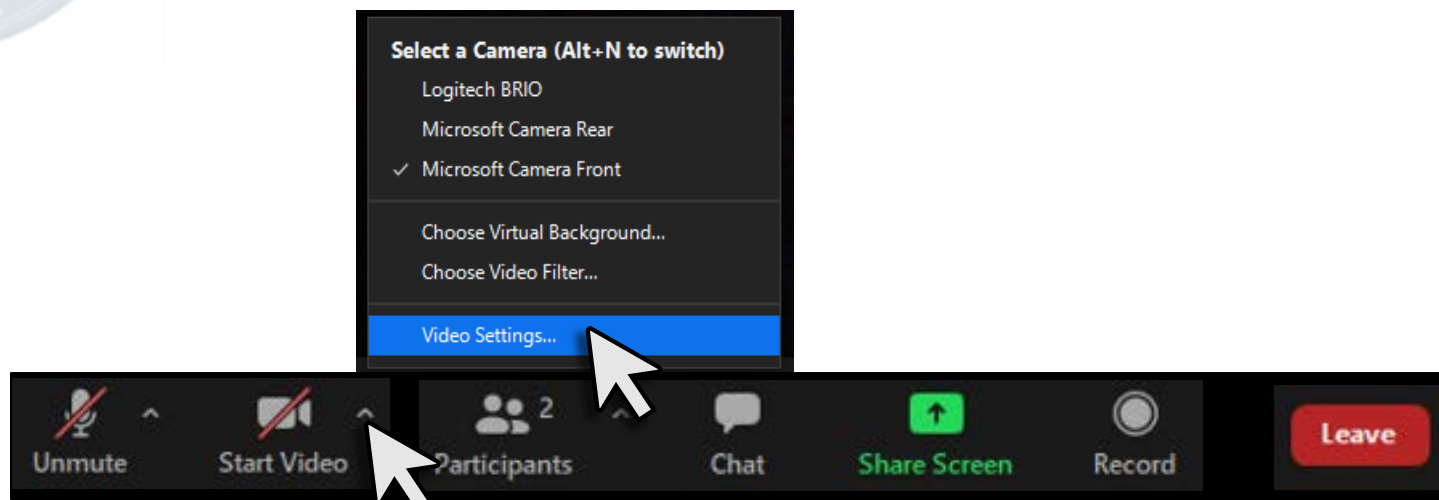 Select a Camera (Alt+N to switch)
Logitech BRIO
Microsoft Camera Rear
Microsoft Camera Front
Choose Virtual Background...
Choose Video Filter...
Video Settings...
2
Unmute Start Video Participants Chat Share Screen Record Leave